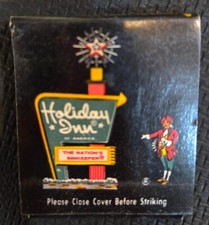 Holiday
Inn
OF AMERICA
THE NATION'S
INNKEEPER
Please Close Cover Before Striking